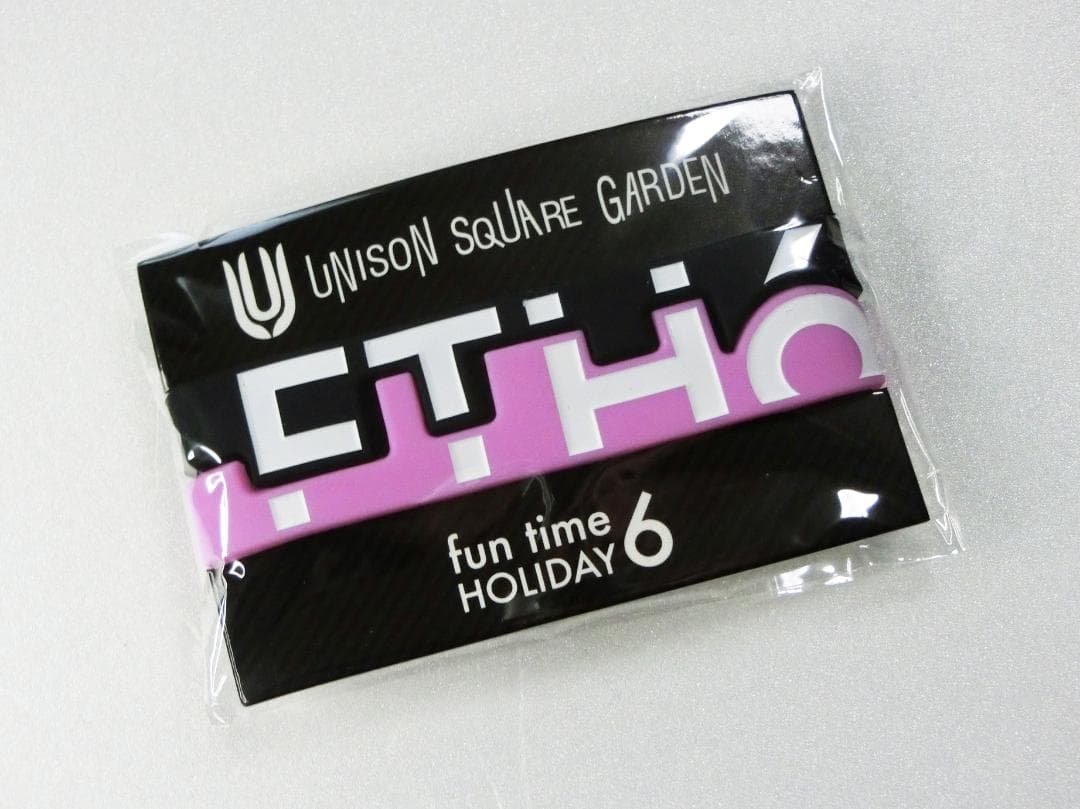 UNISON SQUARE GARDEN
FTH6
fun time
HOLIDAY 6